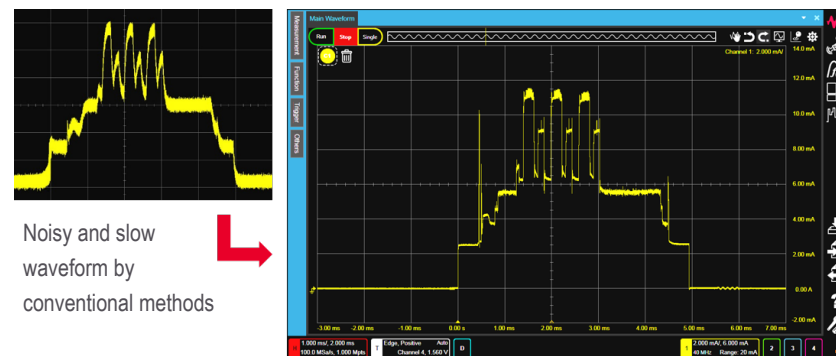 Noisy and slow
waveform by
conventional methods
Main Waveform
Measurement
Function
Trigger
Others
Run Stop Single
Channel 1: 2.000 mA/
14.0 mA
12.0 mA
8.00 mA
6.00 mA
4.00 mA
2.00 mA
0.00 A
-2.00 mA
-3.00 ms -2.00 ms -1.00 ms 0.00 s 1.00 ms 2.00 ms 3.00 ms 4.00 ms 5.00 ms 6.00 ms 7.00 ms
1.000 ms/, 2.000 ms
100.0 MSa/s, 1.000 Mpts
T
Edge, Positive Auto
Channel 4, 1.560 V
D
1
2.000 mA/, 6.000 mA
40 MHz Range: 20 mA
2
3
4